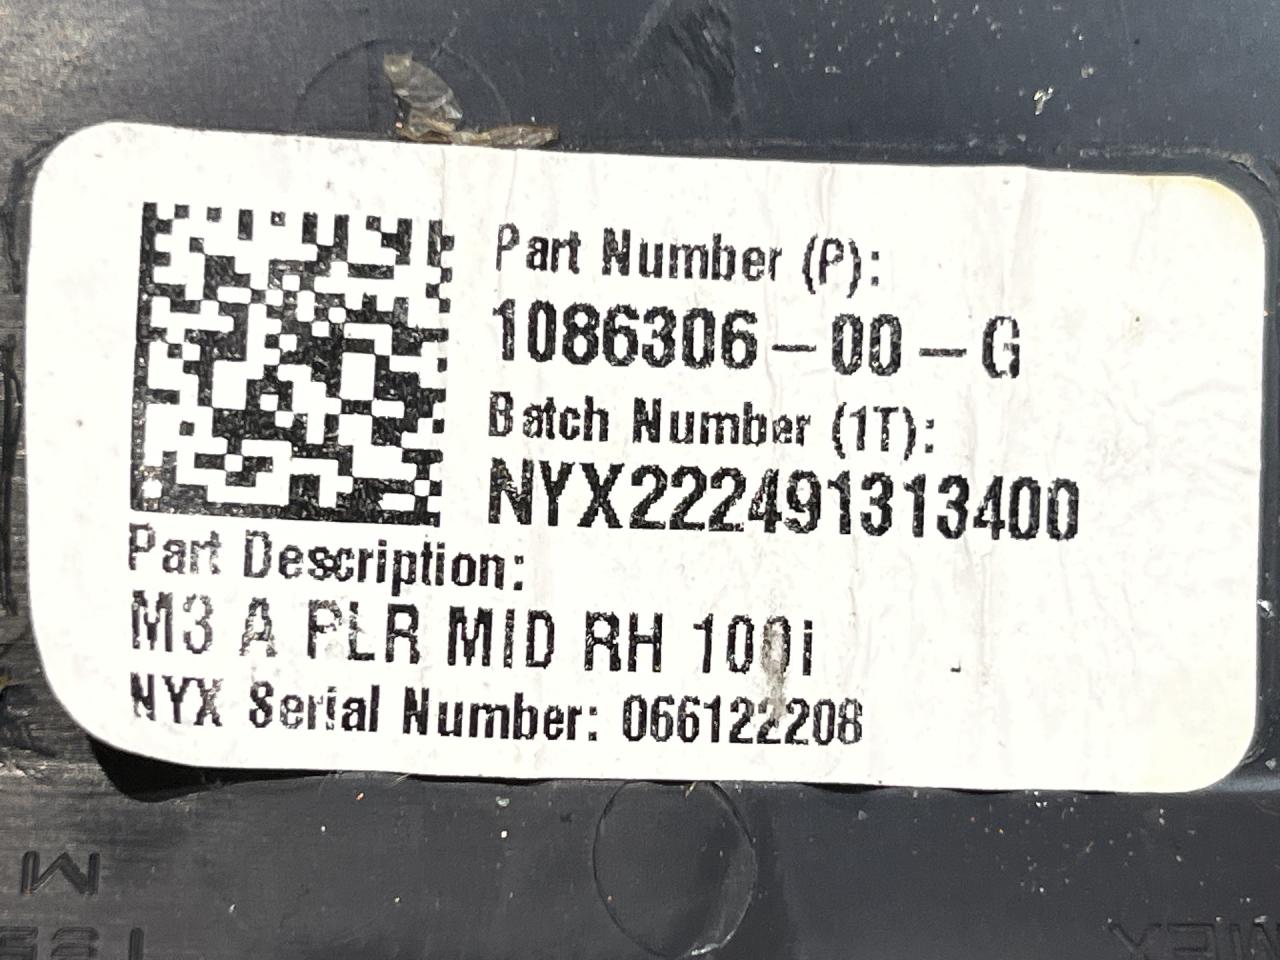 Part Number (P):
1086306-00-G
Batch Number (1T):
NYX222491313400
Part Description:
M3 A PLR MID RH 100i
NYX Serial Number: 066122208
M